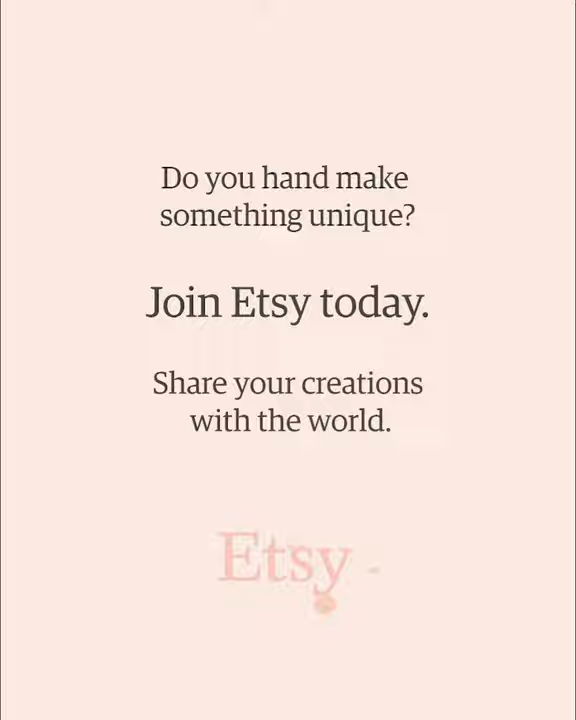 Do you hand make
something unique?
Join Etsy today.
Share your creations
with the world.
Etsy